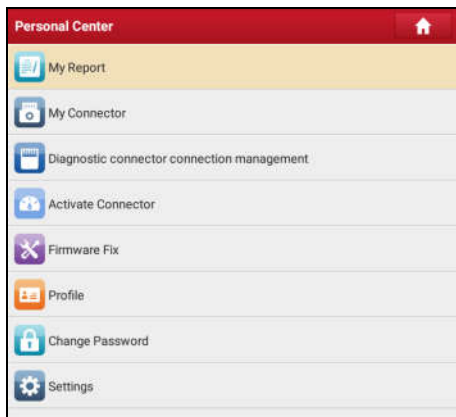 Personal Center
My Report
My Connector
Diagnostic connector connection management
Activate Connector
Firmware Fix
Profile
Change Password
Settings